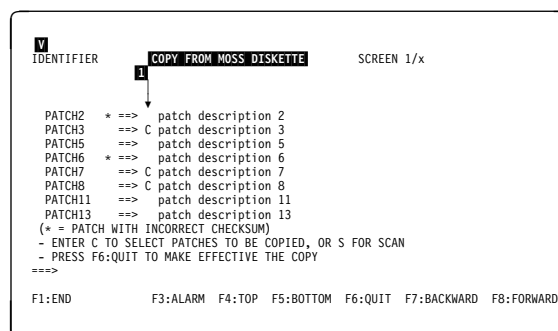 V
IDENTIFIER COPY FROM MOSS DISKETTE SCREEN 1/x
1
PATCH2 * ==> patch description 2
PATCH3 ==> C patch description 3
PATCH5 ==> patch description 5
PATCH6 * ==> patch description 6
PATCH7 ==> C patch description 7
PATCH8 ==> C patch description 8
PATCH11 ==> patch description 11
PATCH13 ==> patch description 13
(* = PATCH WITH INCORRECT CHECKSUM)
- ENTER C TO SELECT PATCHES TO BE COPIED, OR S FOR SCAN
- PRESS F6:QUIT TO MAKE EFFECTIVE THE COPY
===>
F1:END F3:ALARM F4:TOP F5:BOTTOM F6:QUIT F7:BACKWARD F8:FORWARD